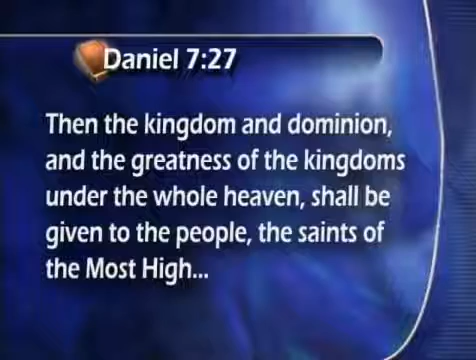 Daniel 7:27
Then the kingdom and dominion,
and the greatness of the kingdoms
under the whole heaven, shall be
given to the people, the saints of
the Most High...